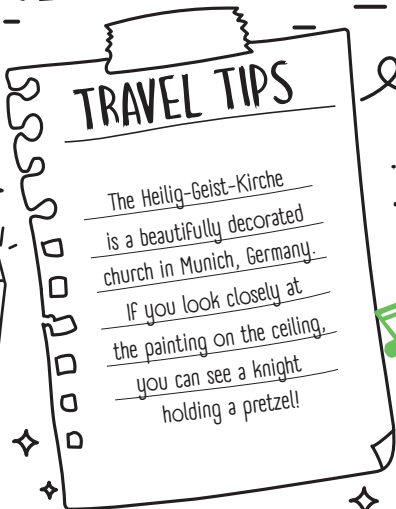 TRAVEL TIPS
The Heilig-Geist-Kirche
is a beautifully decorated
church in Munich, Germany.
If you look closely at
the painting on the ceiling,
you can see a knight
holding a pretzel!